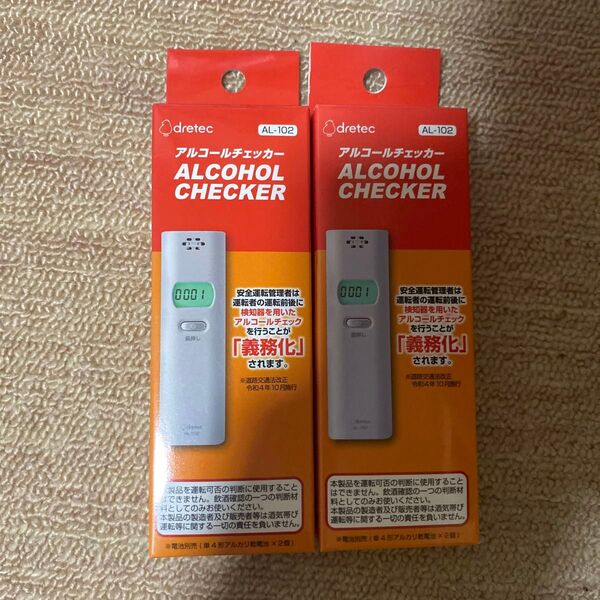 dretec
AL-102
アルコールチェッカー
ALCOHOL
CHECKER
0001
長押し
dretec
安全運転管理者は
運転者の運転前後に
検知器を用いた
アルコールチェック
を行うことが
「義務化」
されます。
※道路交通法改正
令和4年10月施行
本製品を運転可否の判断に使用すること
はできません。飲酒確認の一つの判断材
料としてのみお使いください。
本製品の製造者及び販売者等は酒気帯び
運転等に関する一切の責任を負いません。
※電池別売(単4形アルカリ乾電池×2個)
dretec
AL-102
アルコールチェッカー
ALCOHOL
CHECKER
0001
長押し
dretec
安全運転管理者は
運転者の運転前後に
検知器を用いた
アルコールチェック
を行うことが
「義務化」
されます。
※道路交通法改正
令和4年10月施行
本製品を運転可否の判断に使用すること
はできません。飲酒確認の一つの判断材
料としてのみお使いください。
本製品の製造者及び販売者等は酒気帯び
運転等に関する一切の責任を負いません。
※電池別売(単4形アルカリ乾電池×2個)